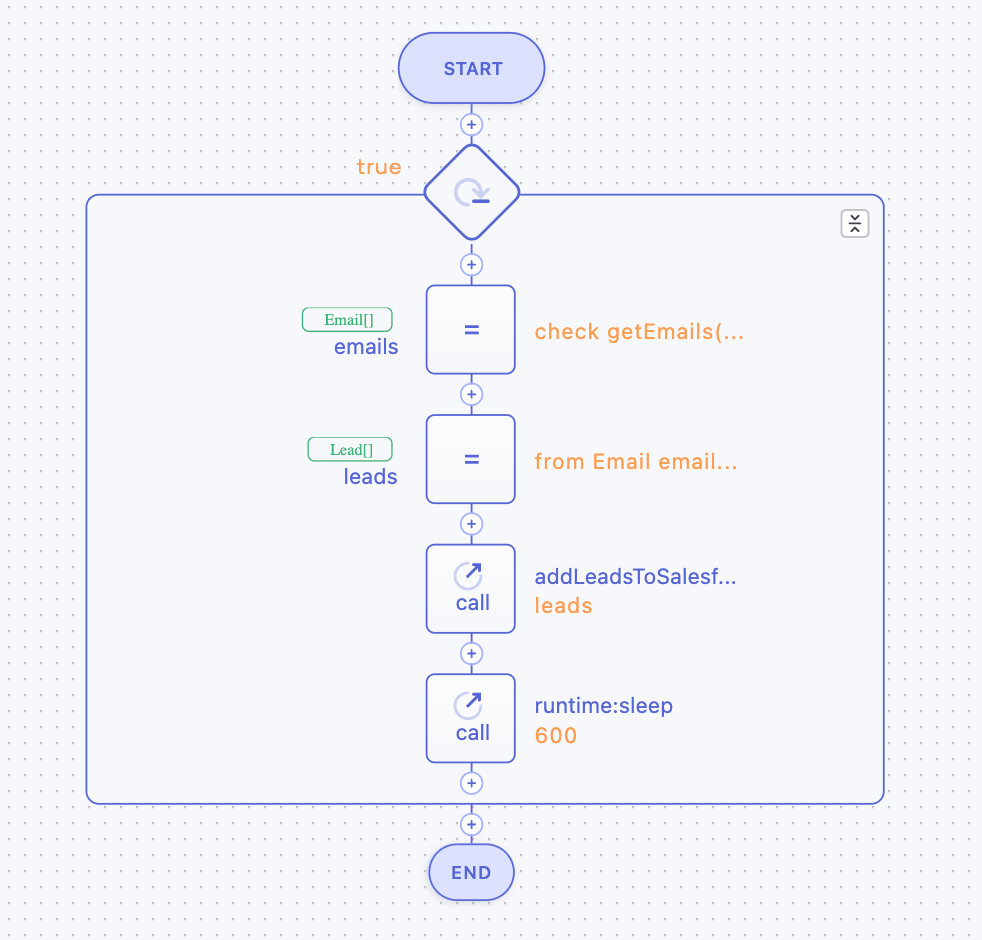 START
true
Email[]
emails
=
check getEmails(...
Lead[]
leads
=
from Email email...
call
addLeadsToSalesf...
leads
call
runtime:sleep
600
END